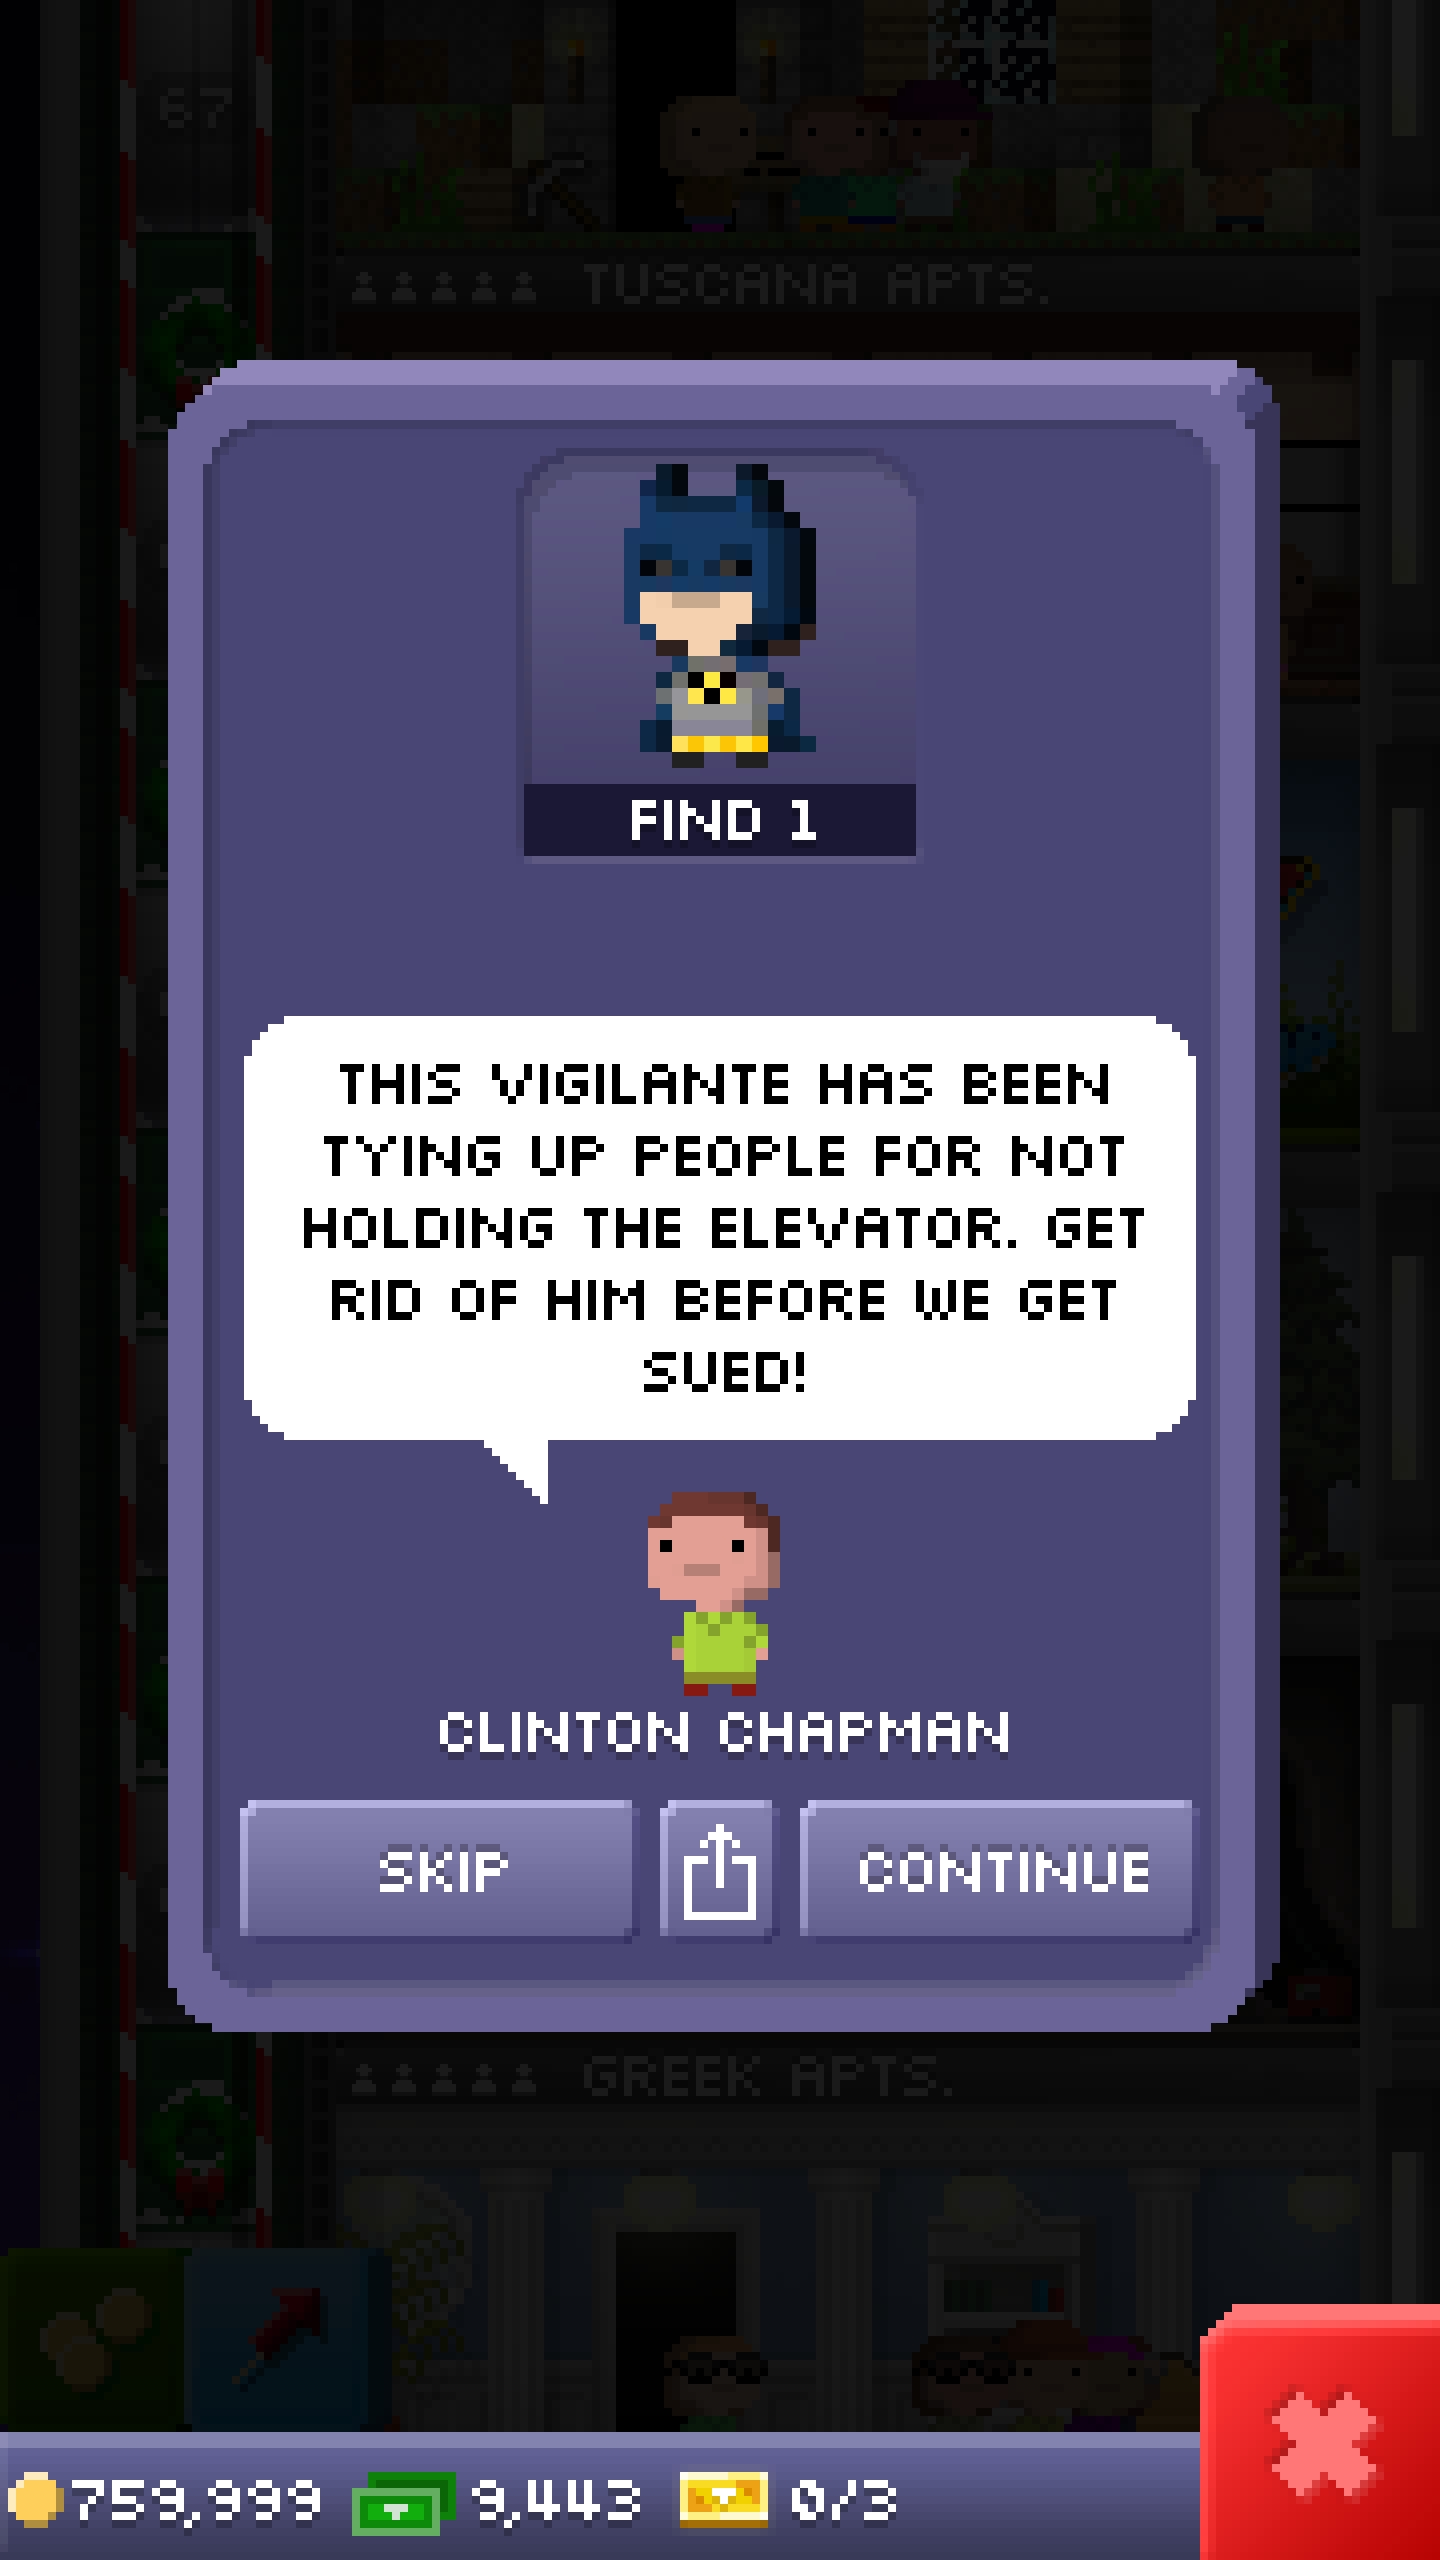 67
TUSCANA APTS.
FIND 1
THIS VIGILANTE HAS BEEN
TYING UP PEOPLE FOR NOT
HOLDING THE ELEVATOR. GET
RID OF HIM BEFORE WE GET
SUED!
CLINTON CHAPMAN
SKIP
CONTINUE
GREEK APTS.
759,999
9,443
0/3